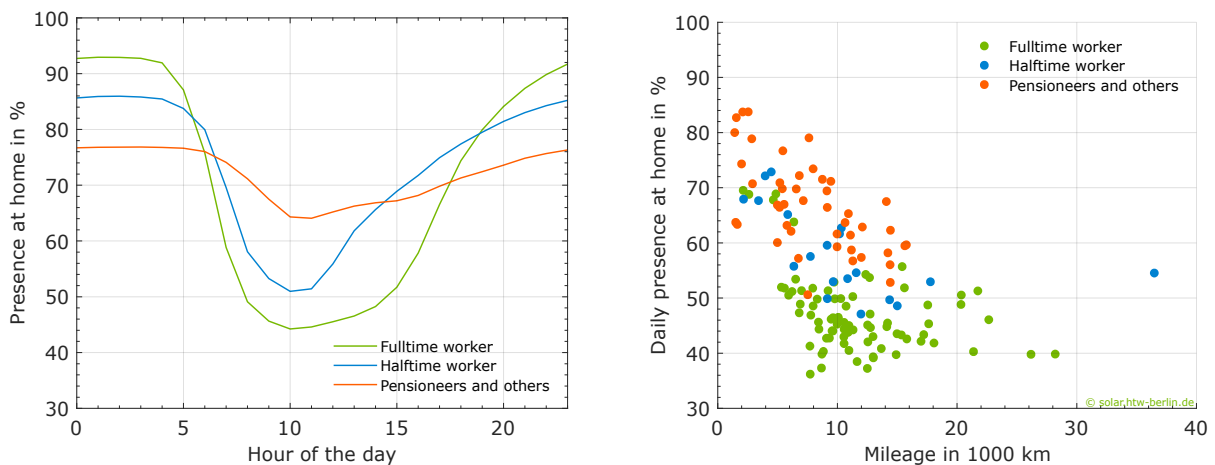 Presence at home in %
100
90
80
70
60
50
40
30
0
5
10
15
20
Hour of the day
Fulltime worker
Halftime worker
Pensioneers and others
Daily presence at home in %
100
90
80
70
60
50
40
30
0
10
20
30
40
Mileage in 1000 km
Fulltime worker
Halftime worker
Pensioneers and others
© solar.htw-berlin.de